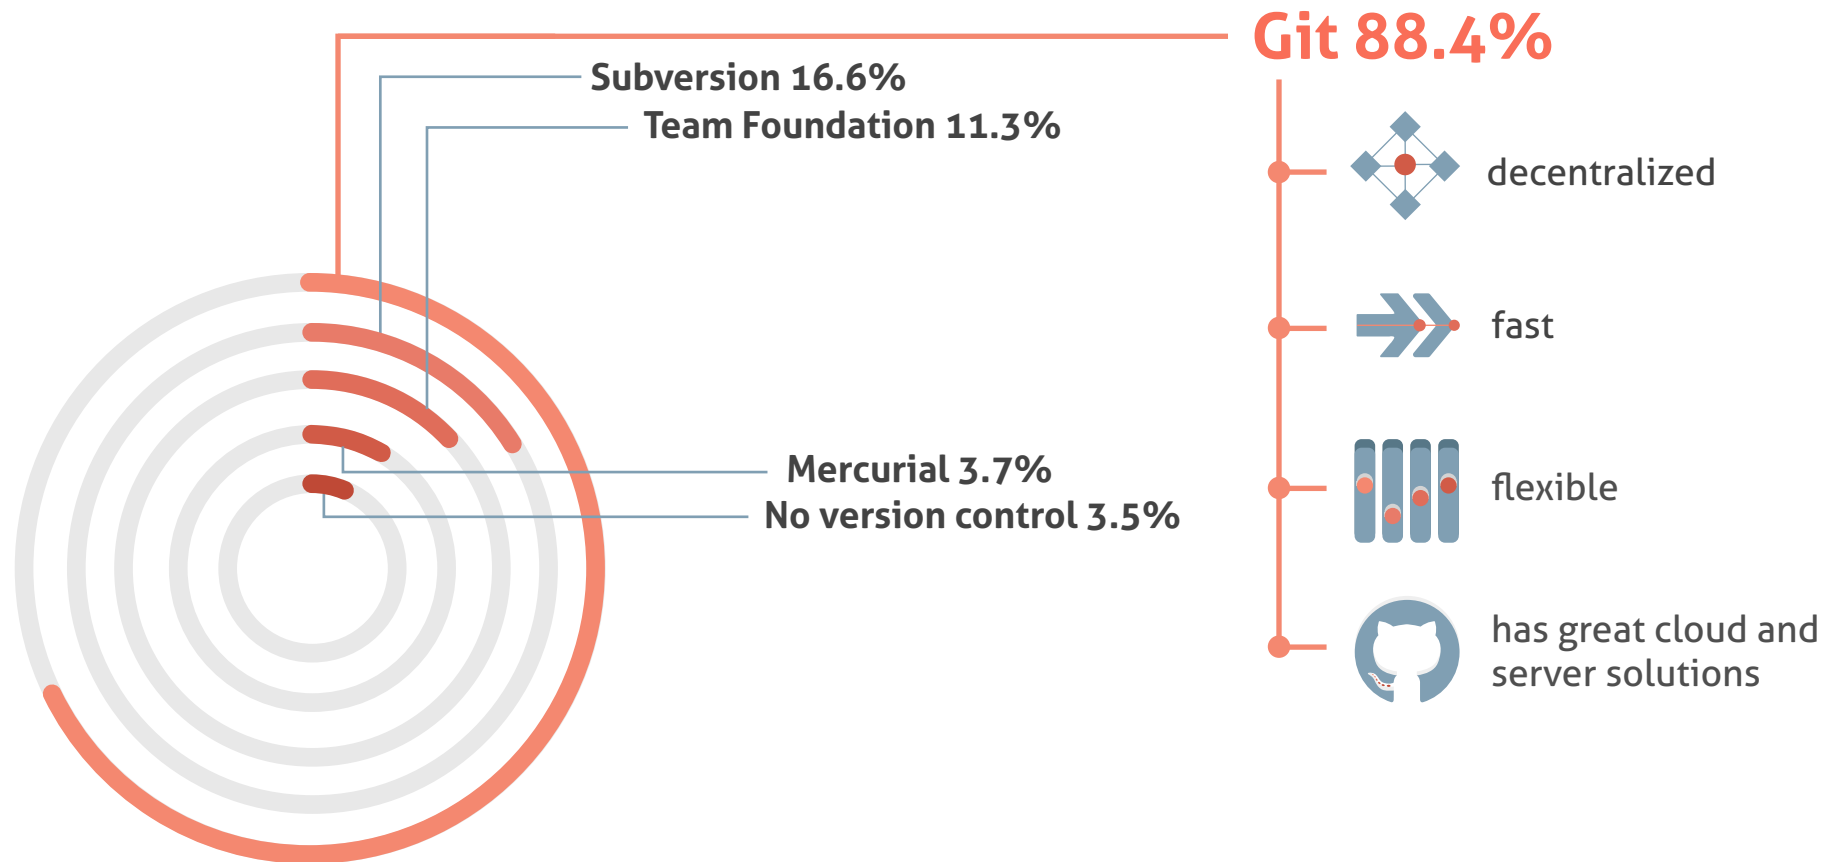 Git 88.4%
Subversion 16.6%
Team Foundation 11.3%
Mercurial 3.7%
No version control 3.5%
decentralized
fast
flexible
has great cloud and
server solutions